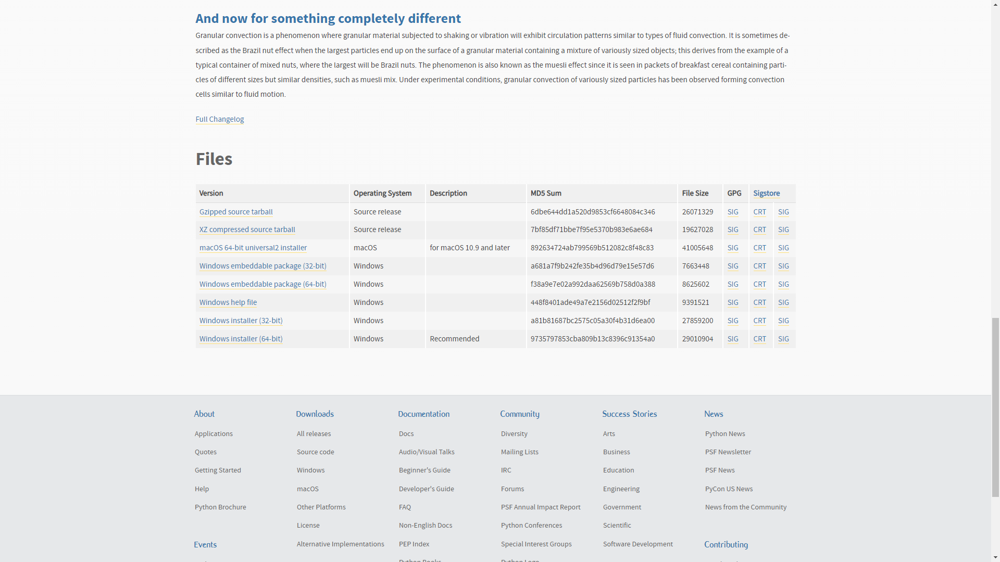 And now for something completely different
Granular convection is a phenomenon where granular material subjected to shaking or vibration will exhibit circulation patterns similar to types of fluid convection. It is sometimes de-
scribed as the Brazil nut effect when the largest particles end up on the surface of a granular material containing a mixture of variously sized objects; this derives from the example of a
typical container of mixed nuts, where the largest will be Brazil nuts. The phenomenon is also known as the muesli effect since it is seen in packets of breakfast cereal containing parti-
cles of different sizes but similar densities, such as muesli mix. Under experimental conditions, granular convection of variously sized particles has been observed forming convection
cells similar to fluid motion.
Full Changelog
Files
Version Operating System Description MD5 Sum File Size GPG Sigstore
Gzipped source tarball Source release 6dbe644dd1a520d9853cf6648084c346 26071329 SIG CRT SIG
XZ compressed source tarball Source release 7bf85df71bbe7f95e5370b983e6ae684 19627028 SIG CRT SIG
macOS 64-bit universal2 installer macOS for macOS 10.9 and later 892634724ab799569b512082c8f48c83 41005648 SIG CRT SIG
Windows embeddable package (32-bit) Windows a681a7f9b242fe35b4d96d79e15e57d6 7663448 SIG CRT SIG
Windows embeddable package (64-bit) Windows f38a9e7e02a992daa62569b758d0a388 8625602 SIG CRT SIG
Windows help file Windows 448f8401ade49a7e2156d02512f2f9bf 9391521 SIG CRT SIG
Windows installer (32-bit) Windows a81b81687bc2575c05a30f4b31d6ea00 27859200 SIG CRT SIG
Windows installer (64-bit) Windows Recommended 9735797853cba809b13c8396c91354a0 29010904 SIG CRT SIG
About Downloads Documentation Community Success Stories News
Applications All releases Docs Diversity Arts Python News
Quotes Source code Audio/Visual Talks Mailing Lists Business PSF Newsletter
Getting Started Windows Beginner's Guide IRC Education PSF News
Help macOS Developer's Guide Forums Engineering PyCon US News
Python Brochure Other Platforms FAQ PSF Annual Impact Report Government News from the Community
License Non-English Docs Python Conferences Scientific
Events Alternative Implementations PEP Index Special Interest Groups Software Development Contributing
Python Books Python Logo